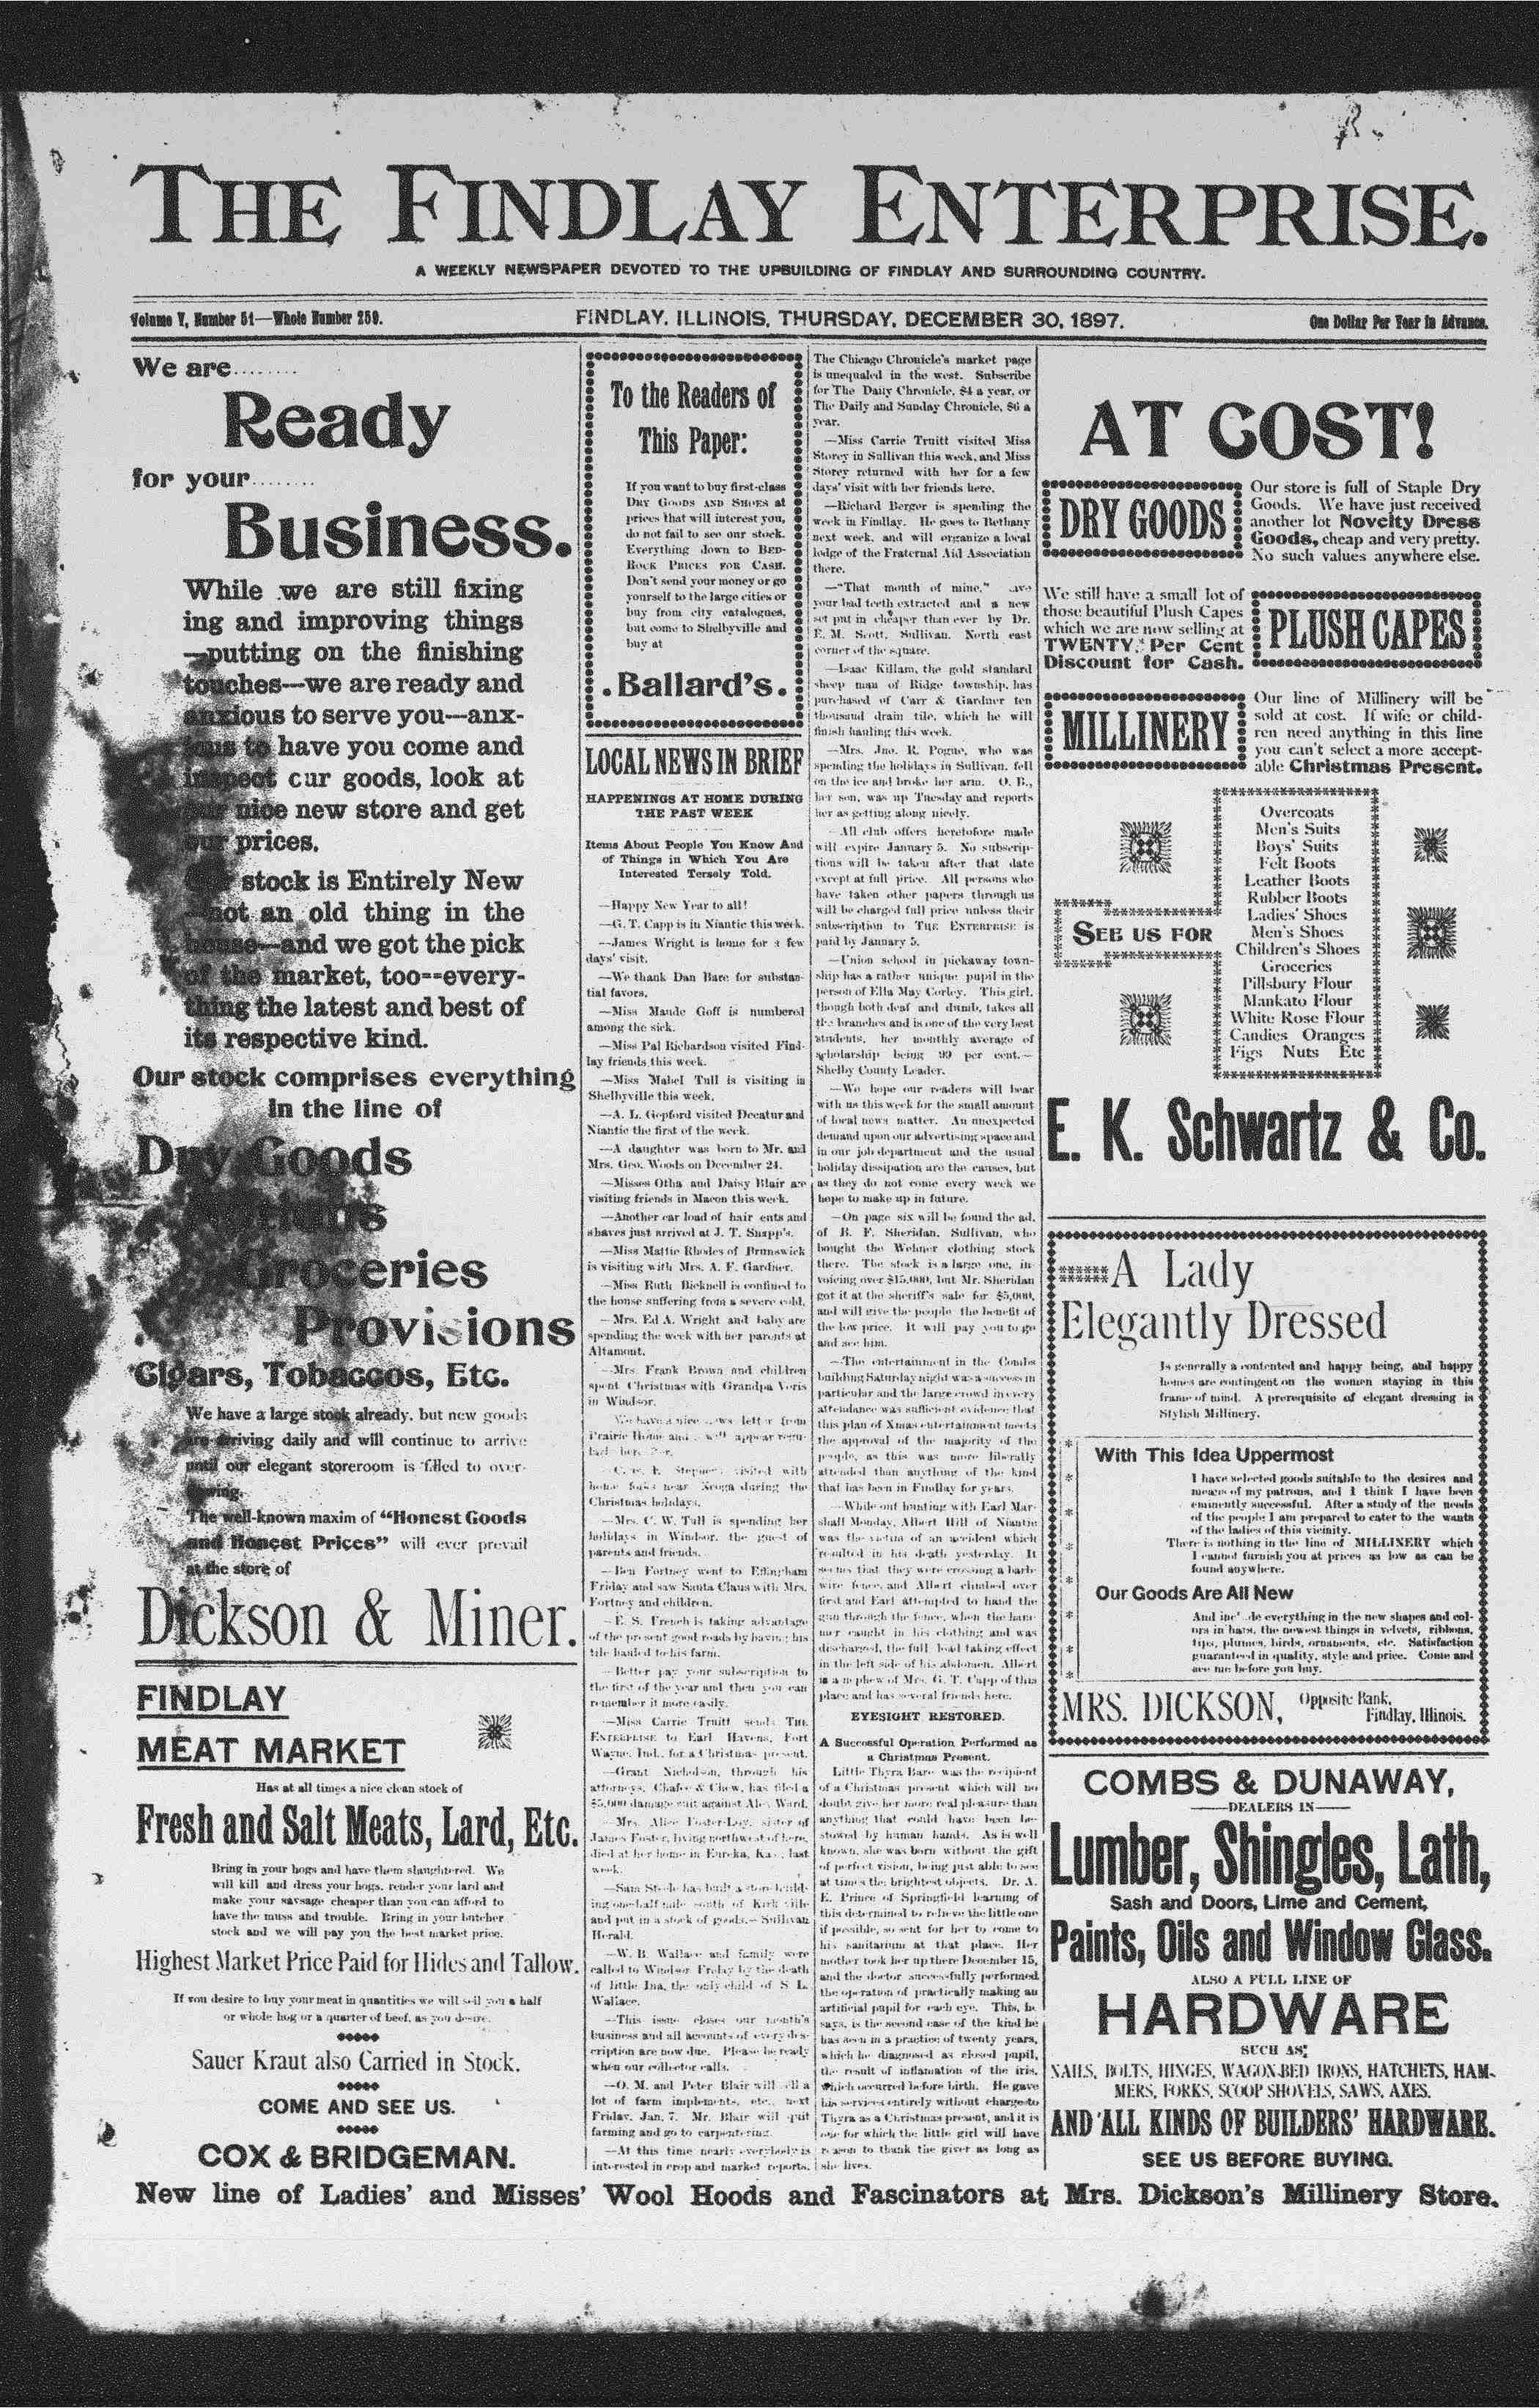 THE FINDLAY ENTERPRISE.
A WEEKLY NEWSPAPER DEVOTED TO THE UPBUILDING OF FINDLAY AND SURROUNDING COUNTRY.
Volume V, Number 51—Whole Number 259.
FINDLAY, ILLINOIS, THURSDAY, DECEMBER 30, 1897.
One Dollar Per Year in Advance.
We are........
Ready
for your........
Business.
While we are still fixing
ing and improving things
—putting on the finishing
touches—we are ready and
anxious to serve you—anx-
ious to have you come and
inspect our goods, look at
our nice new store and get
our prices.
Our stock is Entirely New
—not an old thing in the
house—and we got the pick
of the market, too--every-
thing the latest and best of
its respective kind.
Our stock comprises everything
in the line of
Dry Goods
Notions
Groceries
Provisions
Cigars, Tobaccos, Etc.
We have a large stock already, but new goods
are arriving daily and will continue to arrive
until our elegant storeroom is filled to over-
flowing.
The well-known maxim of "Honest Goods
and Honest Prices" will ever prevail
at the store of
Dickson & Miner.
FINDLAY
MEAT MARKET
Has at all times a nice clean stock of
Fresh and Salt Meats, Lard, Etc.
Bring in your hogs and have them slaughtered. We
will kill and dress your hogs, render your lard and
make your savsage cheaper than you can afford to
have the muss and trouble. Bring in your butcher
stock and we will pay you the best market price.
Highest Market Price Paid for Hides and Tallow.
If you desire to buy your meat in quantities we will sell you a half
or whole hog or a quarter of beef, as you desire.
Sauer Kraut also Carried in Stock.
COME AND SEE US.
COX & BRIDGEMAN.
To the Readers of
This Paper:
If you want to buy first-class
DRY GOODS AND SHOES at
prices that will interest you,
do not fail to see our stock.
Everything down to BED-
ROCK PRICES FOR CASH.
Don't send your money or go
yourself to the large cities or
buy from city catalogues,
but come to Shelbyville and
buy at
.Ballard's.
LOCAL NEWS IN BRIEF
HAPPENINGS AT HOME DURING
THE PAST WEEK
Items About People You Know And
of Things in Which You Are
Interested Tersely Told.
—Happy New Year to all!
—G. T. Capp is in Niantic this week.
—James Wright is home for a few
days' visit.
—We thank Dan Bare for substan-
tial favors.
—Miss Maude Goff is numbered
among the sick.
—Miss Pal Richardson visited Find-
lay friends this week.
—Miss Mabel Tull is visiting in
Shelbyville this week.
—A. L. Gepford visited Decatur and
Niantic the first of the week.
—A daughter was born to Mr. and
Mrs. Geo. Woods on December 24.
—Misses Otha and Daisy Blair are
visiting friends in Macon this week.
—Another car load of hair cuts and
shaves just arrived at J. T. Snapp's.
—Miss Mattie Rhodes of Brunswick
is visiting with Mrs. A. F. Gardner.
—Miss Ruth Bicknell is confined to
the house suffering from a severe cold.
—Mrs. Ed A. Wright and baby are
spending the week with her parents at
Altamont.
—Mrs. Frank Brown and children
spent Christmas with Grandpa Voris
in Windsor.
We have a nice news letter from
Prairie Home and will appear regu-
visited with
home folks near Neoga during the
Christmas holidays.
—Mrs. C. W. Tull is spending her
holidays in Windsor, the guest of
parents and friends.
—Ben Fortney went to Effingham
Friday and saw Santa Claus with Mrs.
Fortney and children.
—E. S. French is taking advantage
of the present good roads by having his
tile hauled to his farm.
—Better pay your subscription to
the first of the year and then you can
remember it more easily.
—Miss Carrie Truitt sends THE
ENTERPRISE to Earl Havens, Fort
Wayne, Ind., for a Christmas present.
—Grant Nicholson, through his
attorneys, Chafee & Chew, has filed a
$5,000 damage suit against Ward.
—Mrs. Alice Foster-Loy, sister of
James Foster, living northwest of here,
died at her home in Eureka, Ka., last
week.
—Sam Steele has built a store build-
ing one-half mile south of Kirksville
and put in a stock of goods.—Sullivan
Herald.
—W. B. Wallace and family were
called to Windsor Friday by the death
of little Ina, the only child of S. L.
Wallace.
—This issue closes our month's
business and all accounts of every des-
cription are now due. Please be ready
when our collector calls.
—O. M. and Peter Blair will sell a
lot of farm implements, etc., next
Friday, Jan. 7. Mr. Blair will quit
farming and go to carpentering.
—At this time nearly everybody is
interested in crop and market reports.
The Chicago Chronicle's market page
is unequaled in the west. Subscribe
for The Daily Chronicle, $4 a year, or
The Daily and Sunday Chronicle, $6 a
year.
—Miss Carrie Truitt visited Miss
Storey in Sullivan this week, and Miss
Storey returned with her for a few
days' visit with her friends here.
—Richard Berger is spending the
week in Findlay. He goes to Bethany
next week, and will organize a local
lodge of the Fraternal Aid Association
there.
—"That mouth of mine."
your bad teeth extracted and a new
set put in cheaper than ever by Dr.
E. M. Scott, Sullivan. North east
corner of the square.
—Isaac Killam, the gold standard
sheep man of Ridge township, has
purchased of Carr & Gardner ten
thousand drain tile, which he will
finish hauling this week.
—Mrs. Jno. R. Pogue, who was
spending the holidays in Sullivan, fell
on the ice and broke her arm. O. B.,
her son, was up Tuesday and reports
her as getting along nicely.
—All club offers heretofore made
will expire January 5. No subscrip-
tions will be taken after that date
except at full price. All persons who
have taken other papers through us
will be charged full price unless their
subscription to THE ENTERPRISE is
paid by January 5.
—Union school in pickaway town-
ship has a rather unique pupil in the
person of Ella May Corley. This girl,
though both deaf and dumb, takes all
the branches and is one of the very best
students, her monthly average of
scholarship being 99 per cent.—
Shelby County Leader.
—We hope our readers will bear
with us this week for the small amount
of local news matter. An unexpected
demand upon our advertising space and
in our job department and the usual
holiday dissipation are the causes, but
as they do not come every week we
hope to make up in future.
—On page six will be found the ad.
of B. F. Sheridan, Sullivan, who
bought the Wehner clothing stock
there. The stock is a large one, in-
voicing over $15,000, but Mr. Sheridan
got it at the sheriff's sale for $5,000,
and will give the people the benefit of
the low price. It will pay you to go
and see him.
—The entertainment in the Combs
building Saturday night was a success in
particular and the large crowd in every
attendance was sufficient evidence that
this plan of Xmas entertainment meets
the approval of the majority of the
people, as this was more liberally
attended than anything of the kind
that has been in Findlay for years.
—While out hunting with Earl Mar-
shall Monday, Albert Hill of Niantic
was the victim of an accident which
resulted in his death yesterday. It
seems that they were crossing a barb-
wire fence, and Albert climbed over
first and Earl attempted to hand the
gun through the fence, when the ham-
mer caught in his clothing and was
discharged, the full load taking effect
in the left side of his abdomen. Albert
is a nephew of Mrs. G. T. Capp of this
place and has several friends here.
EYESIGHT RESTORED.
A Successful Operation Performed as
a Christmas Present.
Little Thyra Bare was the recipient
of a Christmas present which will no
doubt give her more real pleasure than
anything that could have been be-
stowed by human hands. As is well
known, she was born without the gift
of perfect vision, being just able to see
at times the brightest objects. Dr. A.
E. Prince of Springfield learning of
this determined to relieve the little one
if possible, so sent for her to come to
his sanitarium at that place. Her
mother took her up there December 15,
and the doctor successfully performed
the operation of practically making an
artificial pupil for each eye. This, he
says, is the second case of the kind he
has seen in a practice of twenty years,
which he diagnosed as closed pupil,
the result of inflamation of the iris,
which occurred before birth. He gave
his services entirely without charge to
Thyra as a Christmas present, and it is
one for which the little girl will have
reason to thank the giver as long as
she lives.
AT COST!
DRY GOODS
Our store is full of Staple Dry
Goods. We have just received
another lot Novelty Dress
Goods, cheap and very pretty.
No such values anywhere else.
We still have a small lot of
those beautiful Plush Capes
which we are now selling at
TWENTY Per Cent
Discount for Cash.
PLUSH CAPES
MILLINERY
Our line of Millinery will be
sold at cost. If wife or child-
ren need anything in this line
you can't select a more accept-
able Christmas Present.
SEE US FOR
Overcoats
Men's Suits
Boys' Suits
Felt Boots
Leather Boots
Rubber Boots
Ladies' Shoes
Men's Shoes
Children's Shoes
Groceries
Pillsbury Flour
Mankato Flour
White Rose Flour
Candies Oranges
Figs Nuts Etc
E. K. Schwartz & Co.
A Lady
Elegantly Dressed
Is generally a contented and happy being, and happy
homes are contingent on the women staying in this
frame of mind. A prerequisite of elegant dressing is
Stylish Millinery.
With This Idea Uppermost
I have selected goods suitable to the desires and
means of my patrons, and I think I have been
eminently successful. After a study of the needs
of the people I am prepared to cater to the wants
of the ladies of this vicinity.
There is nothing in the line of MILLINERY which
I cannot furnish you at prices as low as can be
found anywhere.
Our Goods Are All New
And include everything in the new shapes and col-
ors in hats, the newest things in velvets, ribbons,
tips, plumes, birds, ornaments, etc. Satisfaction
guaranteed in quality, style and price. Come and
see me before you buy.
MRS. DICKSON,
Opposite Bank,
Findlay, Illinois.
COMBS & DUNAWAY,
—DEALERS IN—
Lumber, Shingles, Lath,
Sash and Doors, Lime and Cement,
Paints, Oils and Window Glass.
ALSO A FULL LINE OF
HARDWARE
SUCH AS:
NAILS, BOLTS, HINGES, WAGON-BED IRONS, HATCHETS, HAM-
MERS, FORKS, SCOOP SHOVELS, SAWS, AXES.
AND ALL KINDS OF BUILDERS' HARDWARE.
SEE US BEFORE BUYING.
New line of Ladies' and Misses' Wool Hoods and Fascinators at Mrs. Dickson's Millinery Store.